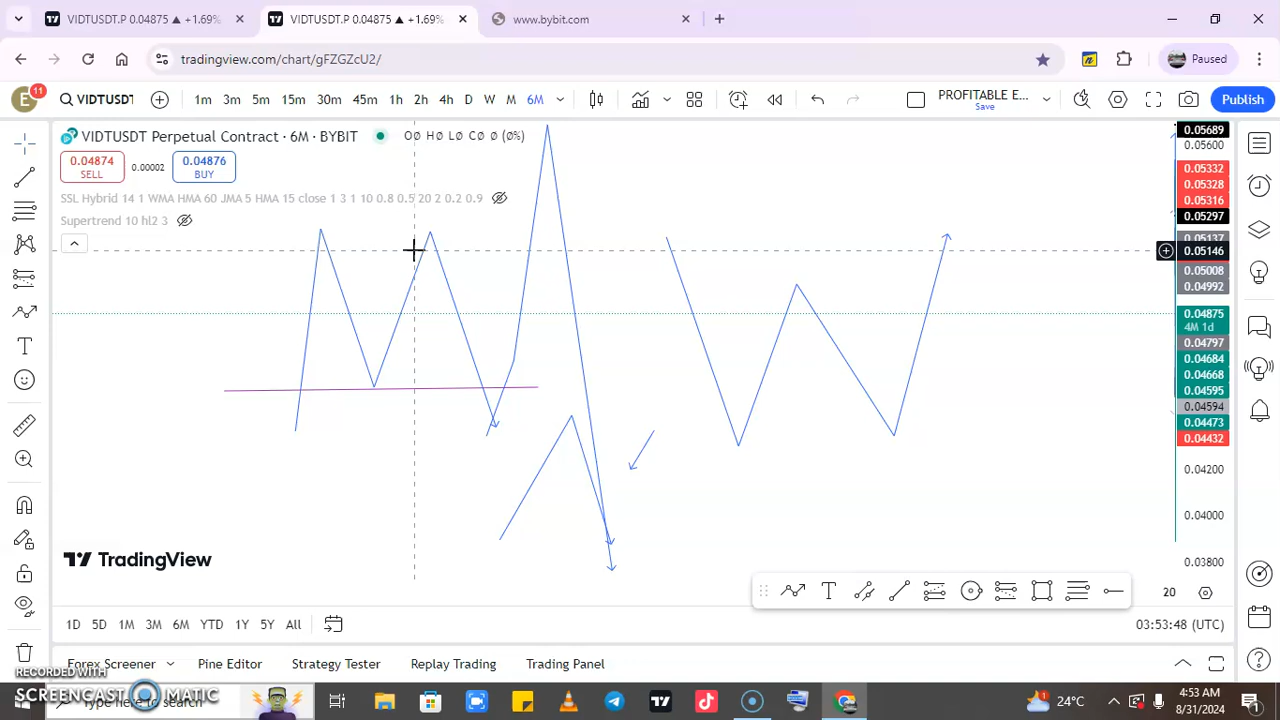 VIDTUSDT.P 0.04875 ▲ +1.69%
VIDTUSDT.P 0.04875 ▲ +1.69%
www.bybit.com
tradingview.com/chart/gFZGZcU2/
Paused
E
11
VIDTUSDT
1m 3m 5m 15m 30m 45m 1h 2h 4h D W M 6M
PROFITABLE E...
Save
Publish
VIDTUSDT Perpetual Contract · 6M · BYBIT
O∅ H∅ L∅ C∅ ∅ (0%)
0.04874
SELL
0.00002
0.04876
BUY
SSL Hybrid 14 1 WMA HMA 60 JMA 5 HMA 15 close 1 3 1 10 0.8 0.5 20 2 0.2 0.9
Supertrend 10 hl2 3
0.05689
0.05600
0.05332
0.05328
0.05316
0.05297
0.05137
0.05146
0.05008
0.04992
0.04875
4M 1d
0.04797
0.04684
0.04668
0.04595
0.04594
0.04473
0.04432
0.04200
0.04000
0.03800
TradingView
T
20
1D 5D 1M 3M 6M YTD 1Y 5Y All
03:53:48 (UTC)
Forex Screener
Pine Editor
Strategy Tester
Replay Trading
Trading Panel
RECORDED WITH
SCREENCAST MATIC
Type here to search
24°C
4:53 AM
8/31/2024
1